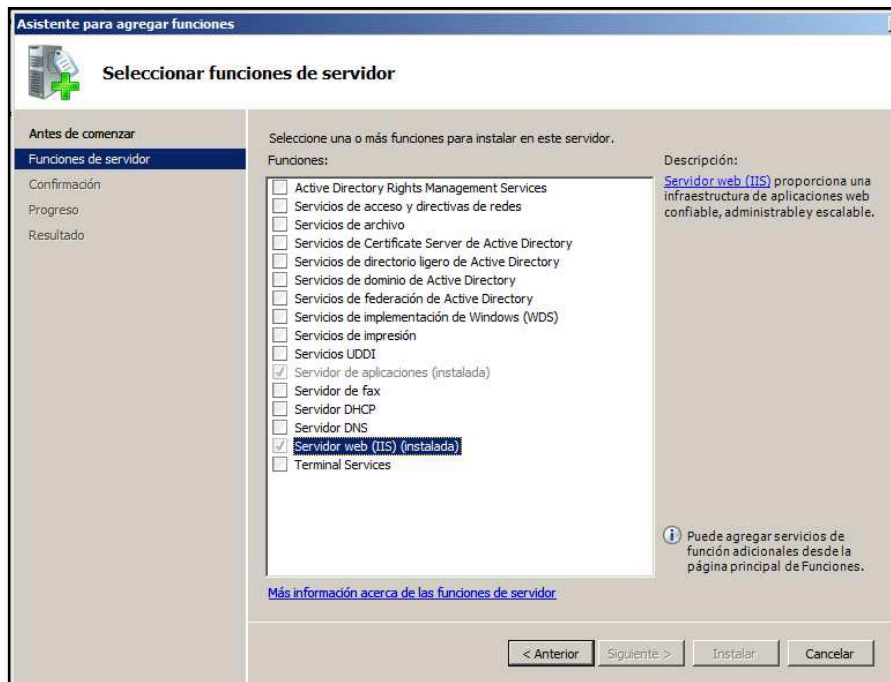 Asistente para agregar funciones
Seleccionar funciones de servidor
Antes de comenzar
Funciones de servidor
Confirmación
Progreso
Resultado
Seleccione una o más funciones para instalar en este servidor.
Funciones:
Active Directory Rights Management Services
Servicios de acceso y directivas de redes
Servicios de archivo
Servicios de Certificate Server de Active Directory
Servicios de directorio ligero de Active Directory
Servicios de dominio de Active Directory
Servicios de federación de Active Directory
Servicios de implementación de Windows (WDS)
Servicios de impresión
Servicios UDDI
Servidor de aplicaciones (instalada)
Servidor de fax
Servidor DHCP
Servidor DNS
Servidor web (IIS) (instalada)
Terminal Services
Más información acerca de las funciones de servidor
Descripción:
Servidor web (IIS) proporciona una
infraestructura de aplicaciones web
confiable, administrabley escalable.
Puede agregar servicios de
función adicionales desde la
página principal de Funciones.
< Anterior
Siguiente >
Instalar
Cancelar